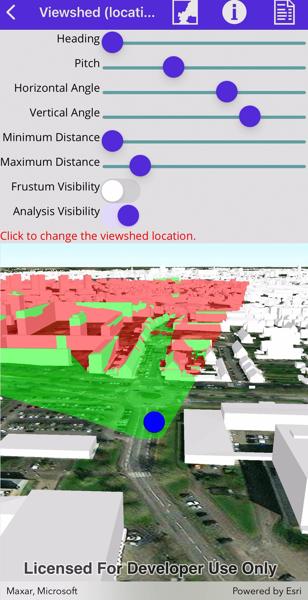 Viewshed (locati...
Heading
Pitch
Horizontal Angle
Vertical Angle
Minimum Distance
Maximum Distance
Frustum Visibility
Analysis Visibility
Click to change the viewshed location.
Licensed For Developer Use Only
Maxar, Microsoft Powered by Esri